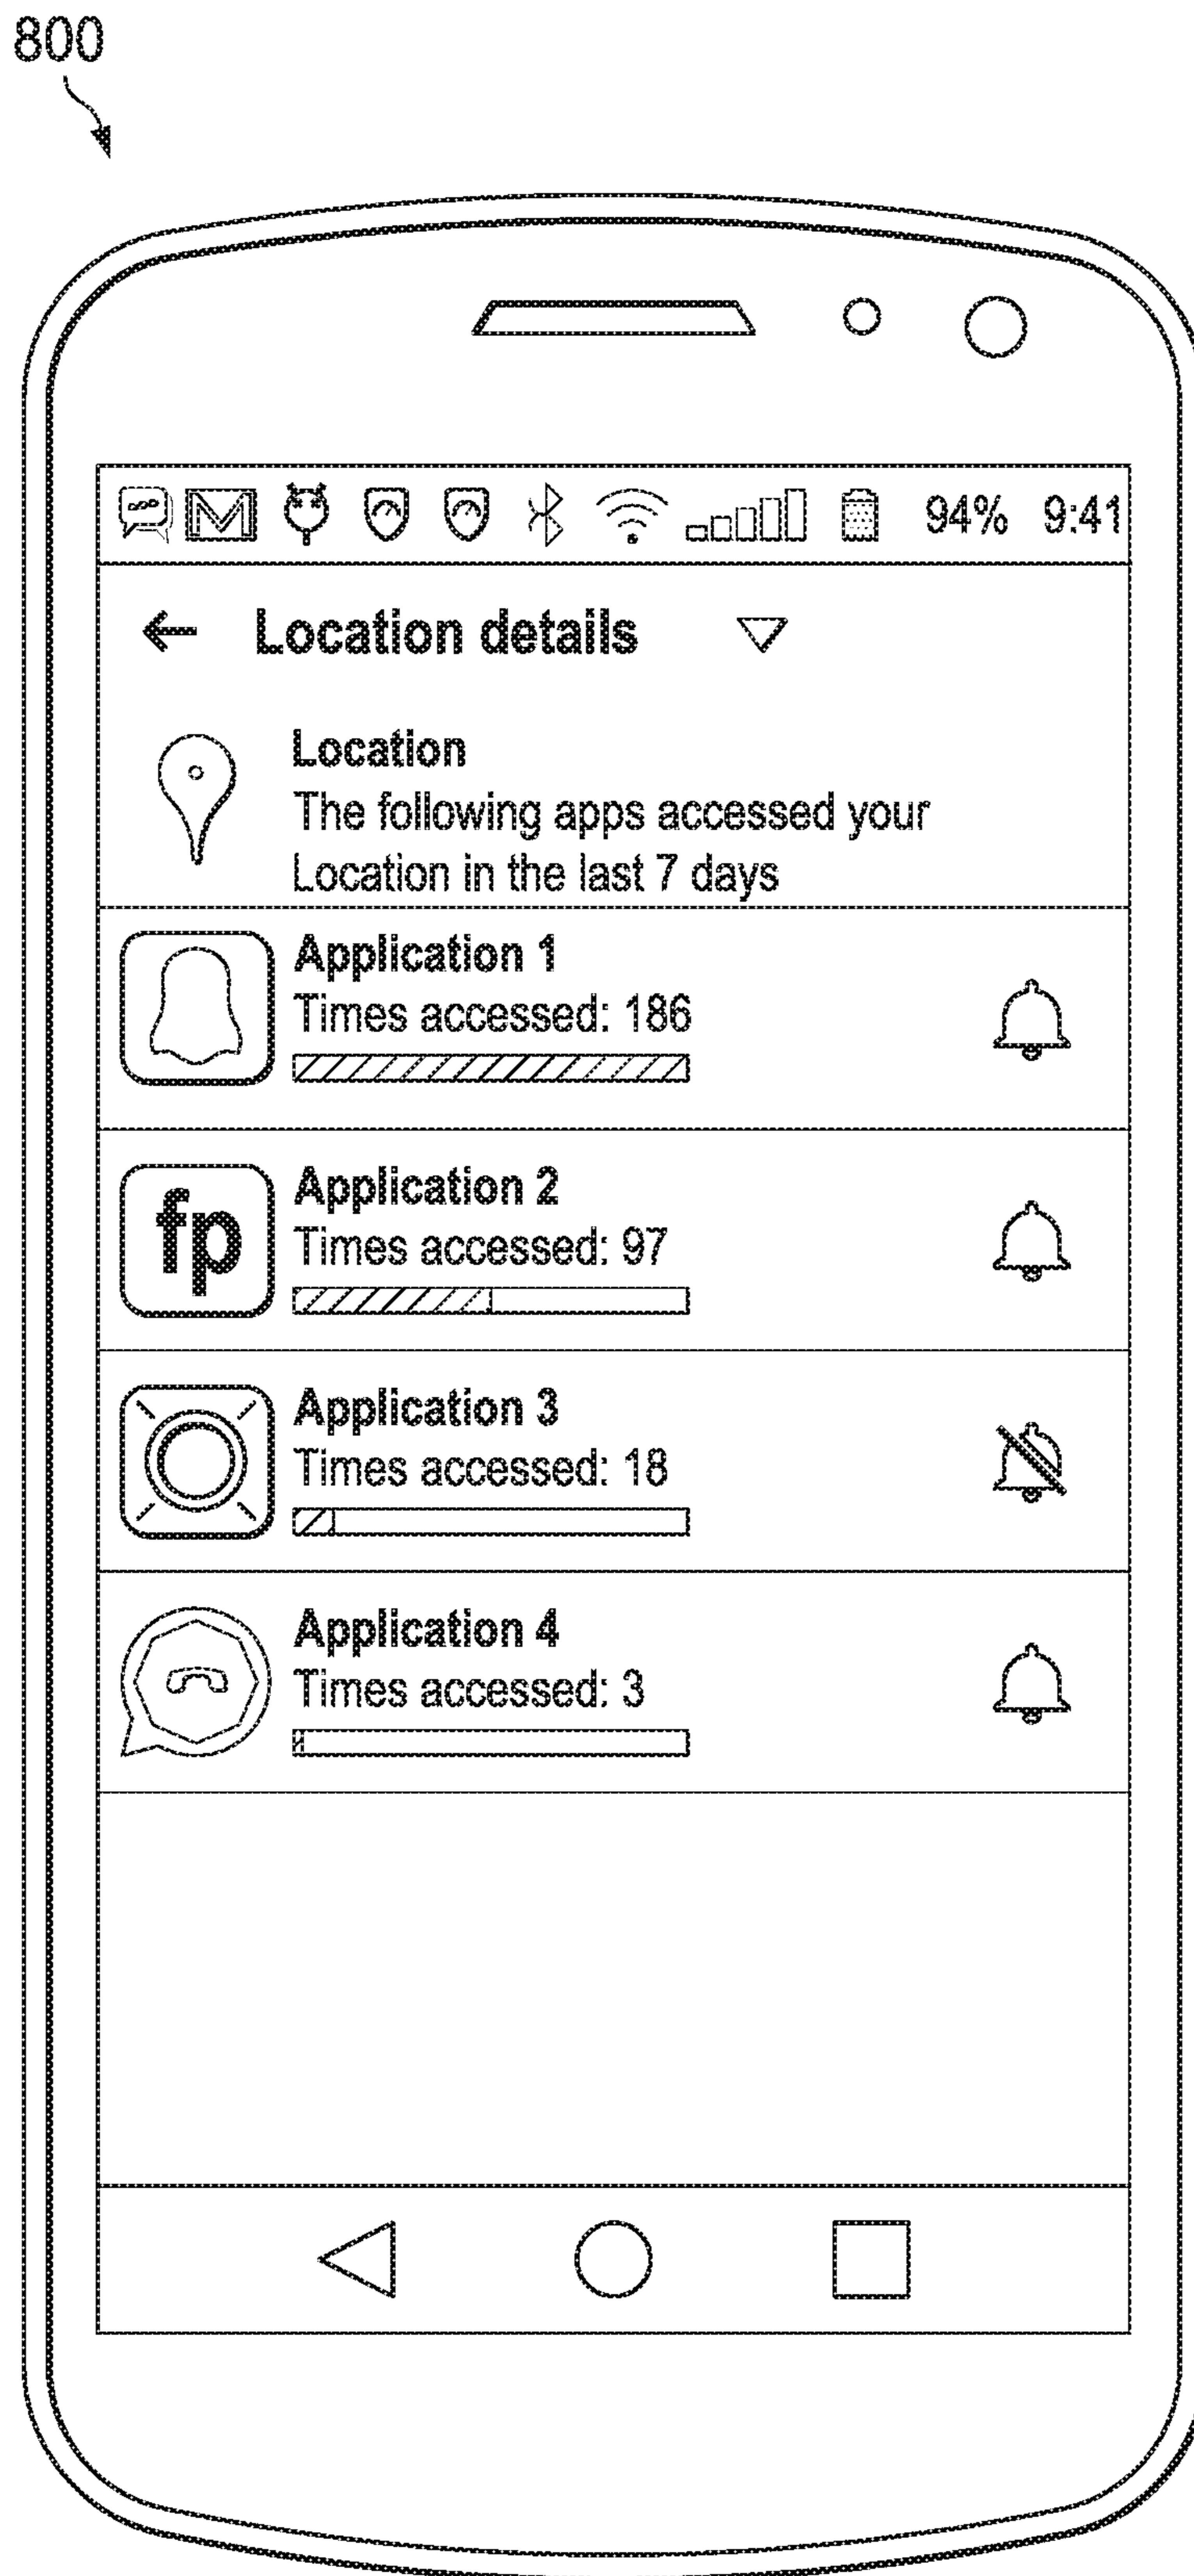 800
94% 9:41
Location details
Location
The following apps accessed your
Location in the last 7 days
Application 1
Times accessed: 186
fp
Application 2
Times accessed: 97
Application 3
Times accessed: 18
Application 4
Times accessed: 3